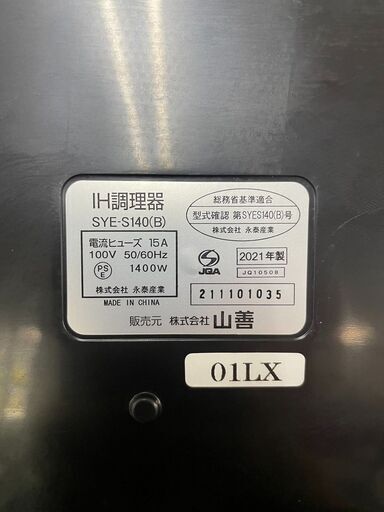 IH調理器
SYE-S140(B)
電流ヒューズ 15A
100V 50/60Hz
PS
E
1400W
株式会社 永泰産業
MADE IN CHINA
総務省基準適合
型式確認 第SYES140(B)号
株式会社 永泰産業
S
JQA
2021年製
JQ1050B
211101035
販売元 株式会社 山善
01LX